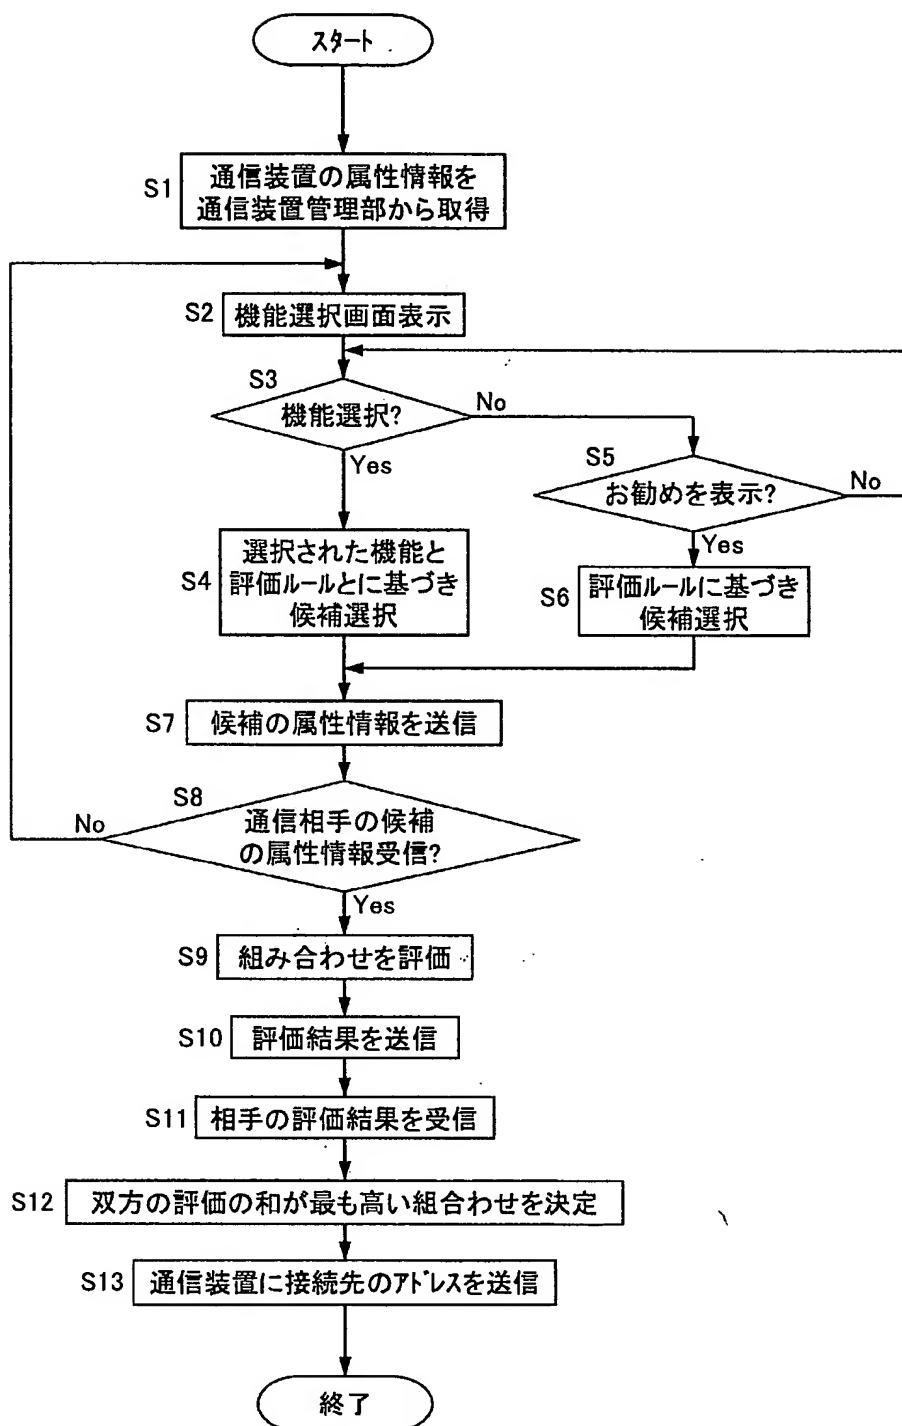 スタート
S1
通信装置の属性情報を
通信装置管理部から取得
S2
機能選択画面表示
S3
機能選択?
No
Yes
S5
お勧めを表示?
No
Yes
S4
選択された機能と
評価ルールとに基づき
候補選択
S6
評価ルールに基づき
候補選択
S7
候補の属性情報を送信
S8
通信相手の候補
の属性情報受信?
No
Yes
S9
組み合わせを評価
S10
評価結果を送信
S11
相手の評価結果を受信
S12
双方の評価の和が最も高い組合わせを決定
S13
通信装置に接続先のアドレスを送信
終了